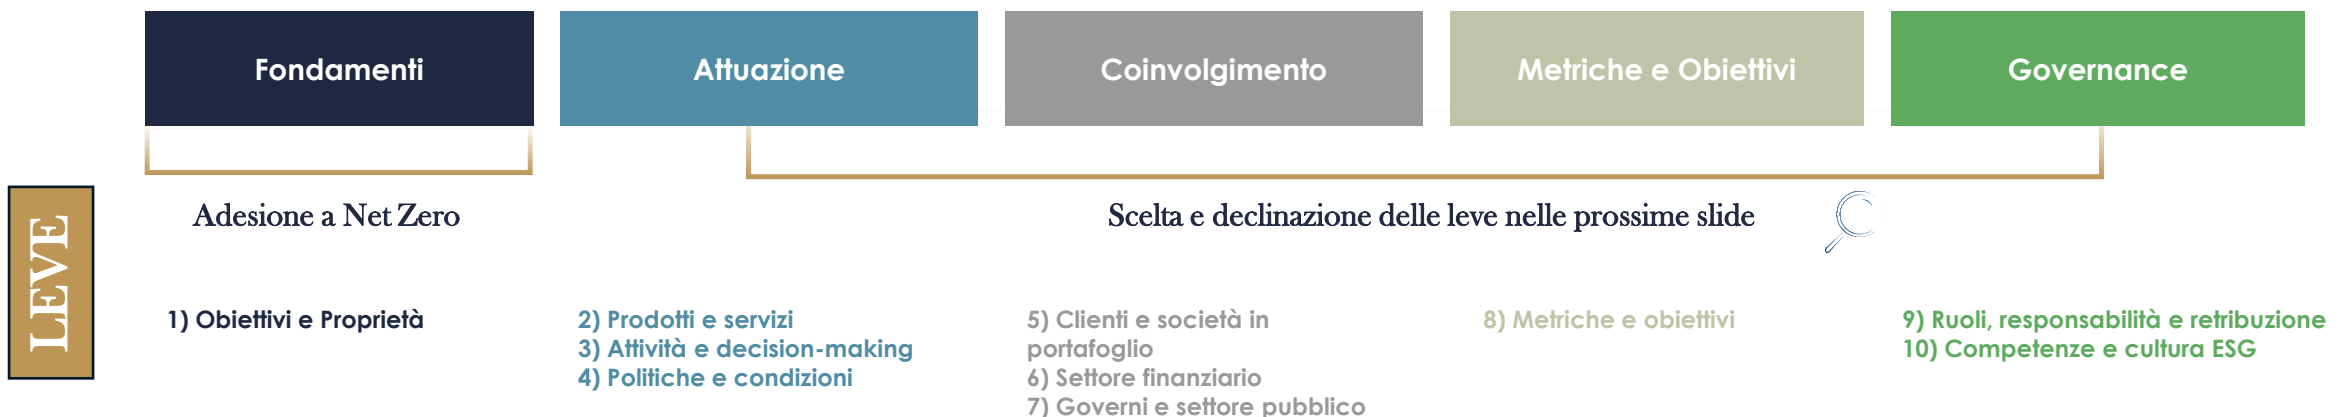 Fondamenti
Attuazione
Coinvolgimento
Metriche e Obiettivi
Governance
Adesione a Net Zero
Scelta e declinazione delle leve nelle prossime slide
LEVE
1) Obiettivi e Proprietà
2) Prodotti e servizi
3) Attività e decision-making
4) Politiche e condizioni
5) Clienti e società in
portafoglio
6) Settore finanziario
7) Governi e settore pubblico
8) Metriche e obiettivi
9) Ruoli, responsabilità e retribuzione
10) Competenze e cultura ESG